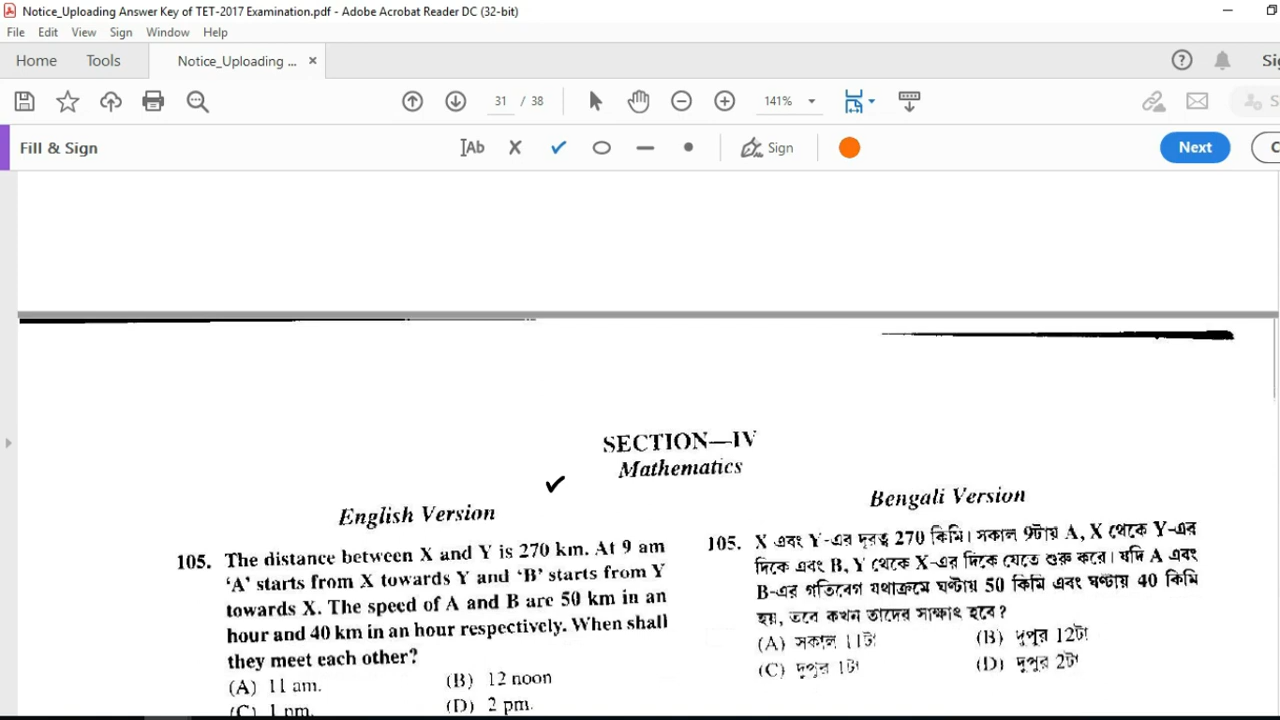 Notice_Uploading Answer Key of TET-2017 Examination.pdf - Adobe Acrobat Reader DC (32-bit)
File Edit View Sign Window Help
Home Tools Notice_Uploading ... ×
31 / 38 141%
Fill & Sign
Ab Sign Next
SECTION—IV
Mathematics
English Version
105. The distance between X and Y is 270 km. At 9 am
‘A’ starts from X towards Y and ‘B’ starts from Y
towards X. The speed of A and B are 50 km in an
hour and 40 km in an hour respectively. When shall
they meet each other?
(A) 11 am.
(B) 12 noon
(C) 1 pm.
(D) 2 pm.
Bengali Version
105. X এবং Y-এর দূরত্ব 270 কিমি। সকাল 9টায় A, X থেকে Y-এর
দিকে এবং B, Y থেকে X-এর দিকে যেতে শুরু করে। যদি A এবং
B-এর গতিবেগ যথাক্রমে ঘণ্টায় 50 কিমি এবং ঘণ্টায় 40 কিমি
হয়, তবে কখন তাদের সাক্ষাৎ হবে?
(A) সকাল 11টা
(B) দুপুর 12টা
(C) দুপুর 1টা
(D) দুপুর 2টা